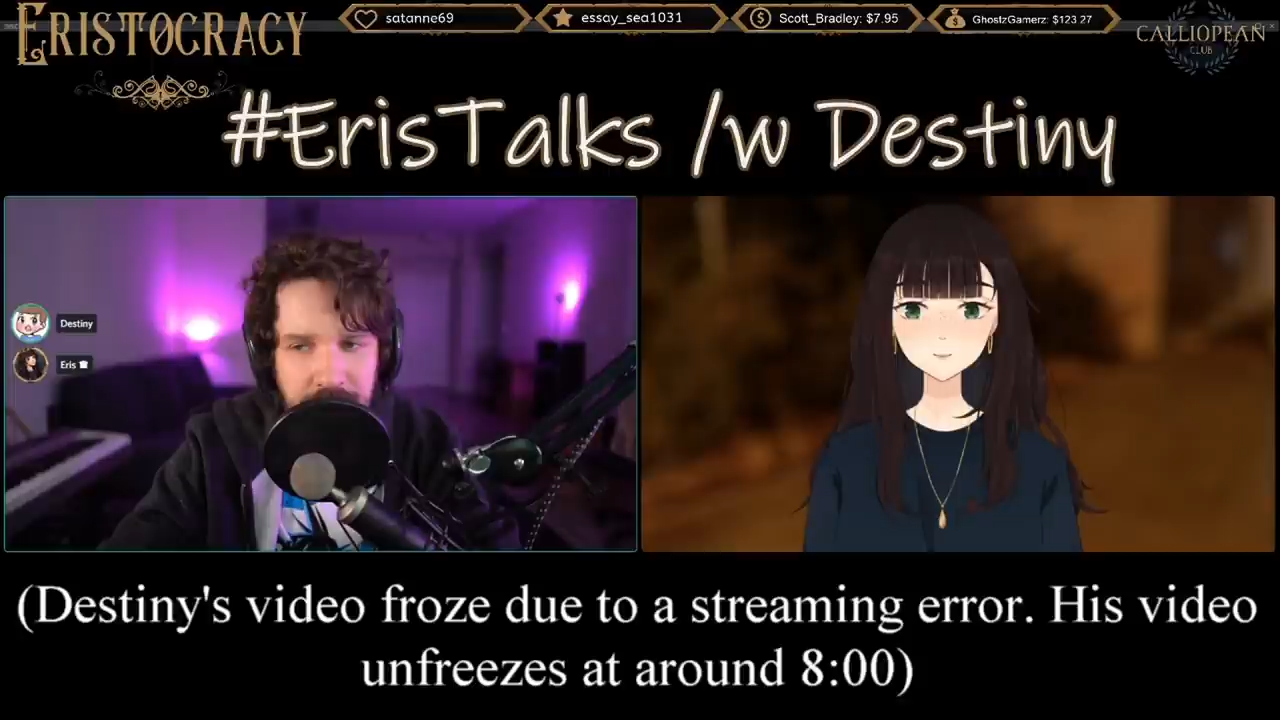 ERISTOCRACY
satanne69
essay_sea1031
Scott_Bradley: $7.95
GhostzGamerz: $123 27
CALLIOPEAN
CLUB
#ErisTalks /w Destiny
Destiny
Eris
(Destiny's video froze due to a streaming error. His video
unfreezes at around 8:00)